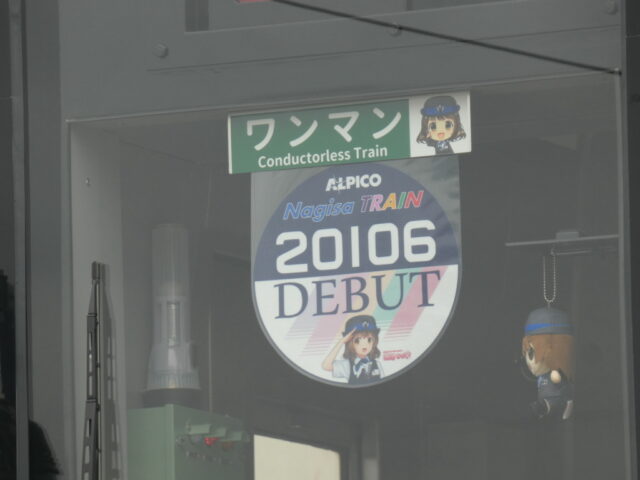 ワンマン
Conductorless Train
ALPICO
Nagisa TRAIN
20106
DEBUT